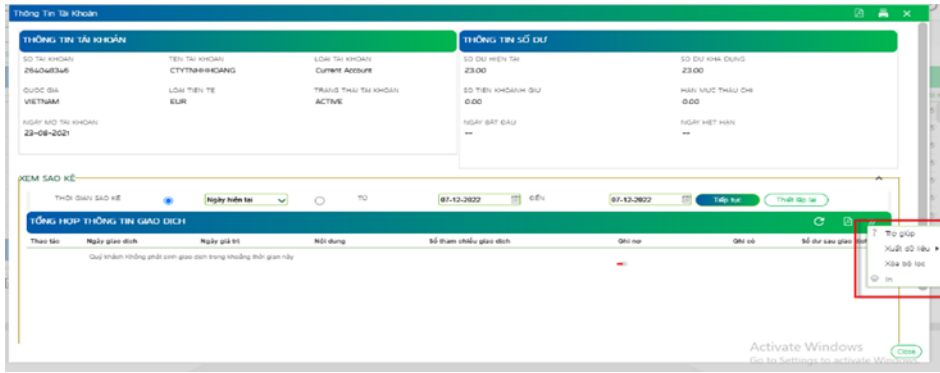 Thông Tin Tài Khoản
THÔNG TIN TÀI KHOẢN
THÔNG TIN SỐ DƯ
SỐ TÀI KHOẢN TÊN TÀI KHOẢN LOẠI TÀI KHOẢN SỐ DƯ HIỆN TẠI SỐ DƯ KHẢ DỤNG
264048346 CTYTNHHHOANG Current Account 23.00 23.00
QUỐC GIA LOẠI TIỀN TỆ TRẠNG THÁI TÀI KHOẢN SỐ TIỀN KHOANH GIỮ HẠN MỨC THẤU CHI
VIETNAM EUR ACTIVE 0.00 0.00
NGÀY MỞ TÀI KHOẢN NGÀY BẮT ĐẦU NGÀY HẾT HẠN
23-08-2021 -- --
XEM SAO KÊ
THỜI GIAN SAO KÊ Ngày hiện tại TỪ 07-12-2022 ĐẾN 07-12-2022 Tiếp tục Thiết lập lại
TỔNG HỢP THÔNG TIN GIAO DỊCH
Thao tác Ngày giao dịch Ngày giá trị Nội dung Số tham chiếu giao dịch Ghi nợ Ghi có Số dư sau giao dịch
Quý khách không phát sinh giao dịch trong khoảng thời gian này
? Trợ giúp
Xuất dữ liệu
Xóa bộ lọc
In
Activate Windows
Go to Settings to activate Windows.
Close